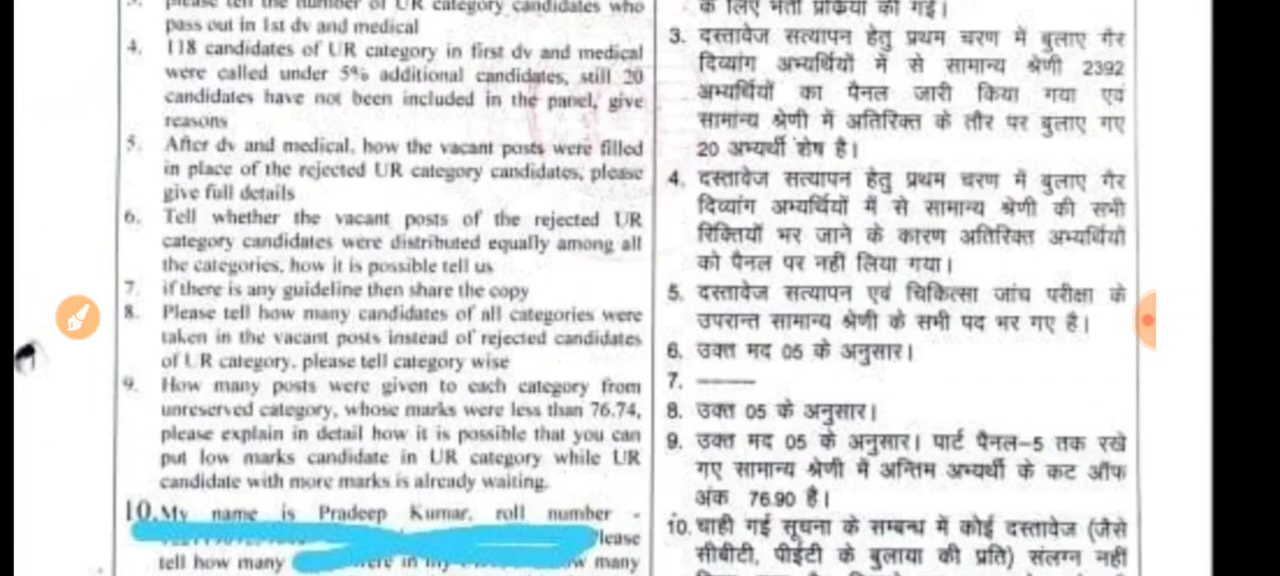 please tell the number of UR category candidates who
pass out in 1st dv and medical
4. 118 candidates of UR category in first dv and medical
were called under 5% additional candidates, still 20
candidates have not been included in the panel, give
reasons
5. After dv and medical, how the vacant posts were filled
in place of the rejected UR category candidates, please
give full details
6. Tell whether the vacant posts of the rejected UR
category candidates were distributed equally among all
the categories, how it is possible tell us
7. if there is any guideline then share the copy
8. Please tell how many candidates of all categories were
taken in the vacant posts instead of rejected candidates
of UR category, please tell category wise
9. How many posts were given to each category from
unreserved category, whose marks were less than 76.74,
please explain in detail how it is possible that you can
put low marks candidate in UR category while UR
candidate with more marks is already waiting.
10. My name is Pradeep Kumar, roll number -
lease
tell how many many
के लिए भर्ती प्रक्रिया की गई।
3. दस्तावेज सत्यापन हेतु प्रथम चरण में बुलाए गैर
दिव्यांग अभ्यर्थियों में से सामान्य श्रेणी 2392
अभ्यर्थियों का पैनल जारी किया गया एवं
सामान्य श्रेणी में अतिरिक्त के तौर पर बुलाए गए
20 अभ्यर्थी शेष है।
4. दस्तावेज सत्यापन हेतु प्रथम चरण में बुलाए गैर
दिव्यांग अभ्यर्थियों में से सामान्य श्रेणी की सभी
रिक्तियों भर जाने के कारण अतिरिक्त अभ्यर्थियों
को पैनल पर नहीं लिया गया।
5. दस्तावेज सत्यापन एवं चिकित्सा जांच परीक्षा के
उपरान्त सामान्य श्रेणी के सभी पद भर गए है।
6. उक्त मद 05 के अनुसार।
7. ———
8. उक्त 05 के अनुसार।
9. उक्त मद 05 के अनुसार। पार्ट पैनल-5 तक रखे
गए सामान्य श्रेणी में अन्तिम अभ्यर्थी के कट ऑफ
अंक 76.90 है।
10. चाही गई सूचना के सम्बन्ध में कोई दस्तावेज (जैसे
सीबीटी, पीईटी के बुलावा की प्रति) संलग्न नहीं